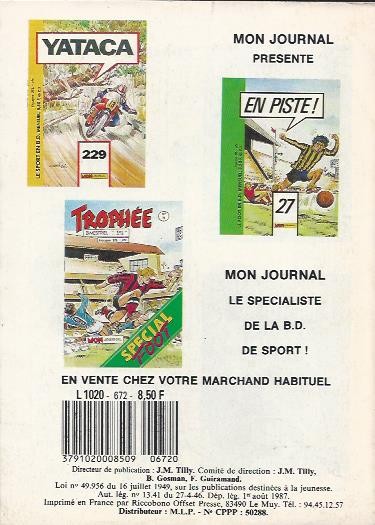 YATACA
MON JOURNAL
PRESENTE
EN PISTE!
229
27
TROPHÉE
BIMESTRIEL
MON JOURNAL
LE SPECIALISTE
DE LA B.D.
DE SPORT !
SPECIAL
FOOT
EN VENTE CHEZ VOTRE MARCHAND HABITUEL
L 1020 - 672 - 8,50 F
3791020008509 06720
Directeur de publication : J.M. Tilly. Comité de direction : J.M. Tilly,
B. Gosman, F. Guiramand.
Loi nº 49.956 du 16 juillet 1949, sur les publications destinées à la jeunesse.
Aut. lég. nº 13.41 du 27-4-46. Dép. lég. 1er août 1987.
Imprimé en France par Riccobono Offset Presse, 83490 Le Muy. Tél. : 94.45.12.57
Distributeur : M.L.P. - Nº CPPP : 50288.